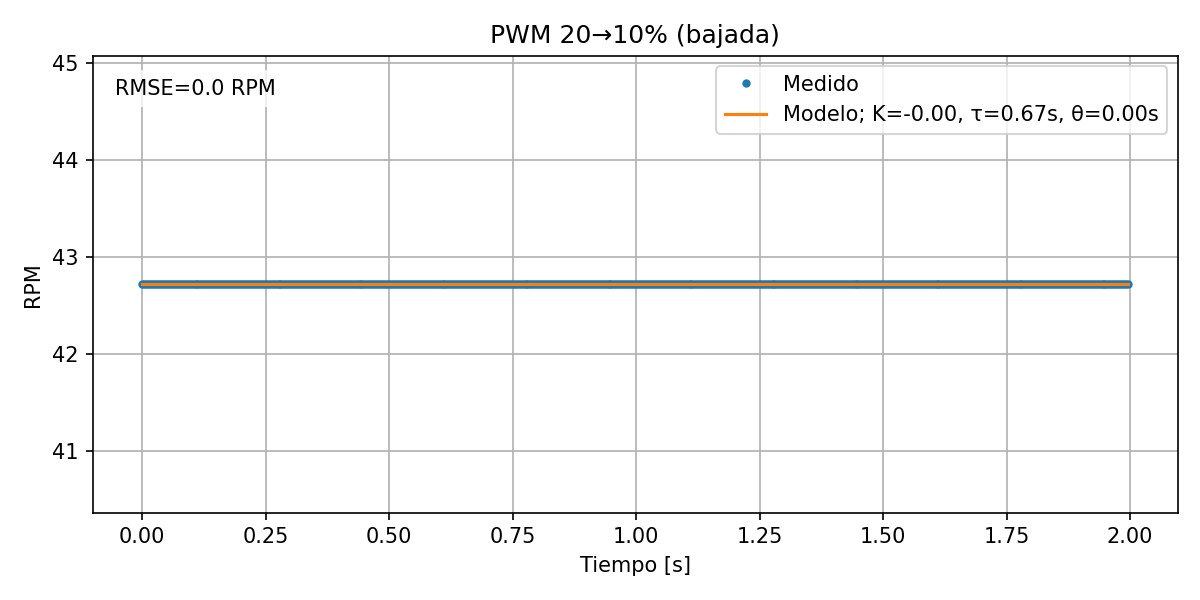 PWM 20→10% (bajada)
RMSE=0.0 RPM
Medido
Modelo; K=-0.00, τ=0.67s, θ=0.00s
45
44
43
42
41
RPM
0.00 0.25 0.50 0.75 1.00 1.25 1.50 1.75 2.00
Tiempo [s]